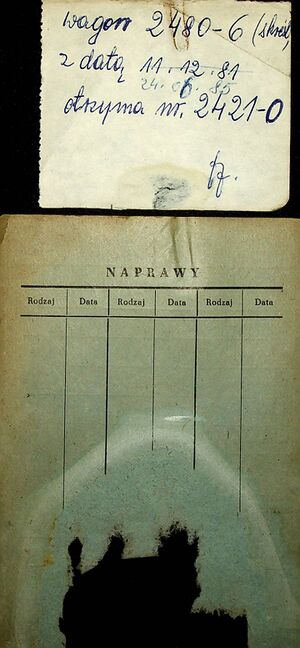 wagon 2480-6 (skreśl,
z datą 11.12.81
24.06.85
otrzyma nr. 2421-0
NAPRAWY
Rodzaj Data Rodzaj Data Rodzaj Data